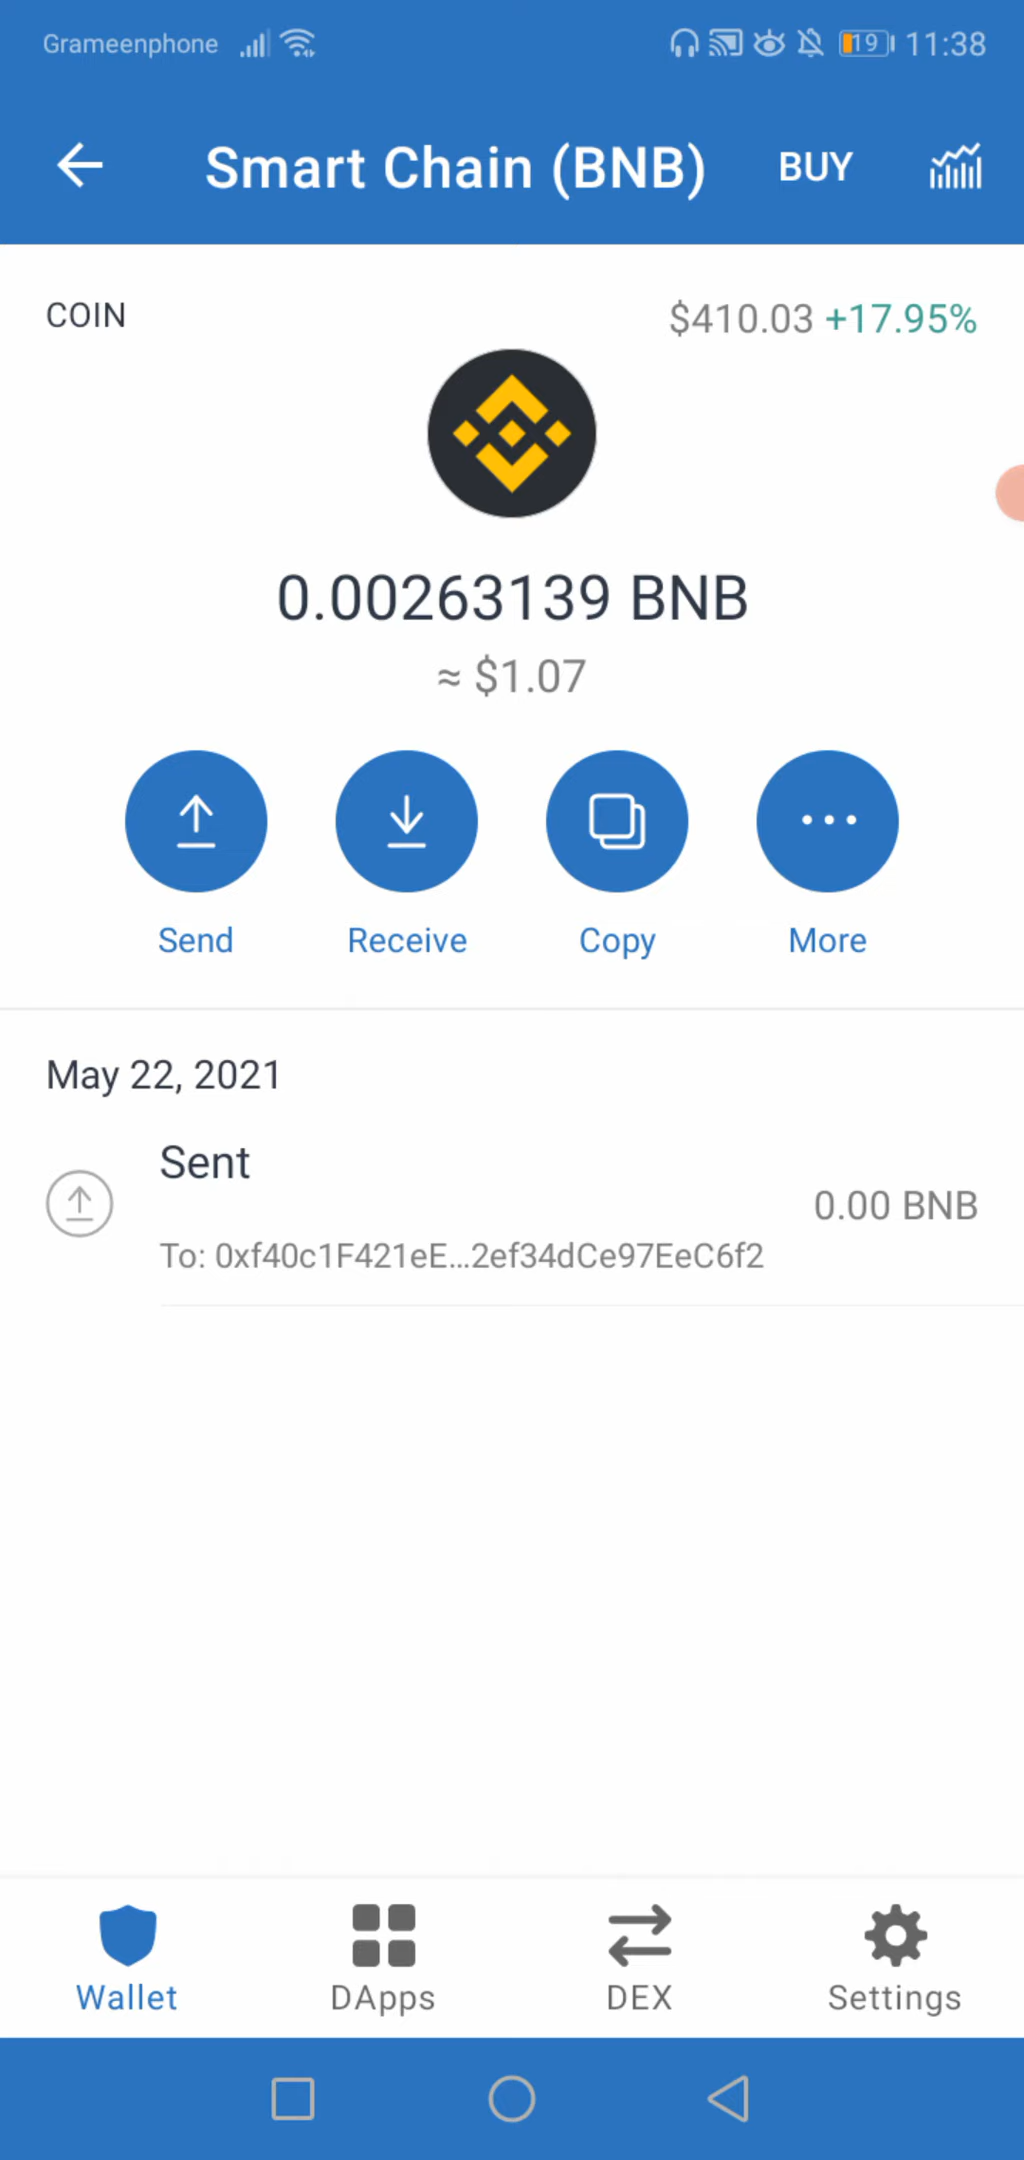 Grameenphone 19 11:38
Smart Chain (BNB) BUY
COIN $410.03 +17.95%
0.00263139 BNB
≈ $1.07
Send Receive Copy More
May 22, 2021
Sent
0.00 BNB
To: 0xf40c1F421eE...2ef34dCe97EeC6f2
Wallet DApps DEX Settings